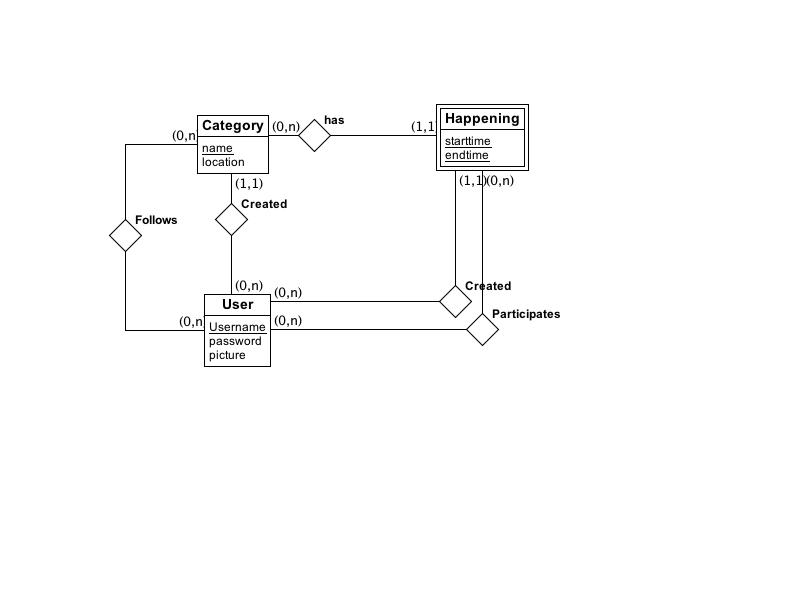 has
Happening
Category
(0,n)
(1,1
(0,n
name
location
starttime
endtime
(1,1)
(1,1)
(0,n)
Created
Follows
(0,n)
(0,n)
Created
User
Participates
(0,n
(0,n)
Username
password
picture